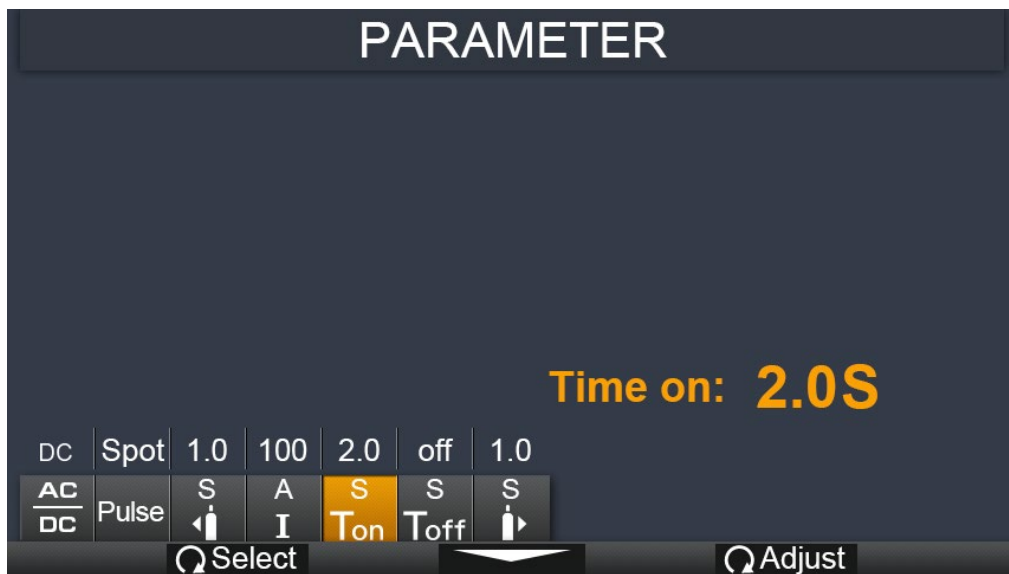 PARAMETER
Time on: 2.0S
DC Spot 1.0 100 2.0 off 1.0
AC DC Pulse S A I S Ton S Toff S
Select Adjust